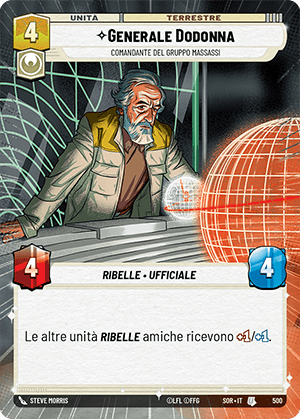 UNITÀ TERRESTRE
4 Generale Dodonna
COMANDANTE DEL GRUPPO MASSASSI
4 4
RIBELLE • UFFICIALE
Le altre unità RIBELLE amiche ricevono +1/+1.
STEVE MORRIS ©LFL ©FFG SOR • IT 500